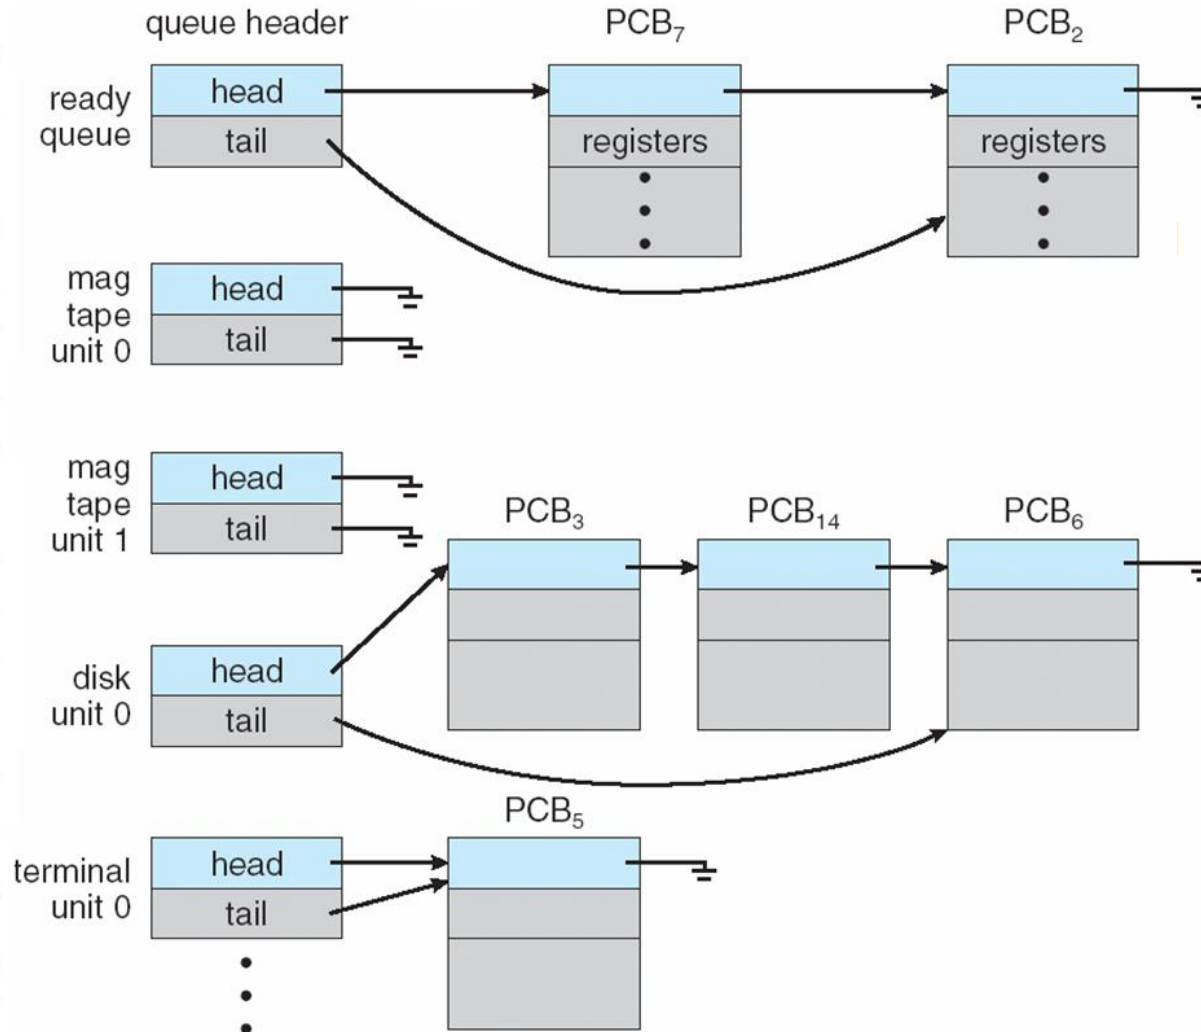 queue header
PCB₇
PCB₂
ready
queue
head
tail
registers
registers
mag
tape
unit 0
head
tail
mag
tape
unit 1
head
tail
PCB₃
PCB₁₄
PCB₆
disk
unit 0
head
tail
PCB₅
terminal
unit 0
head
tail